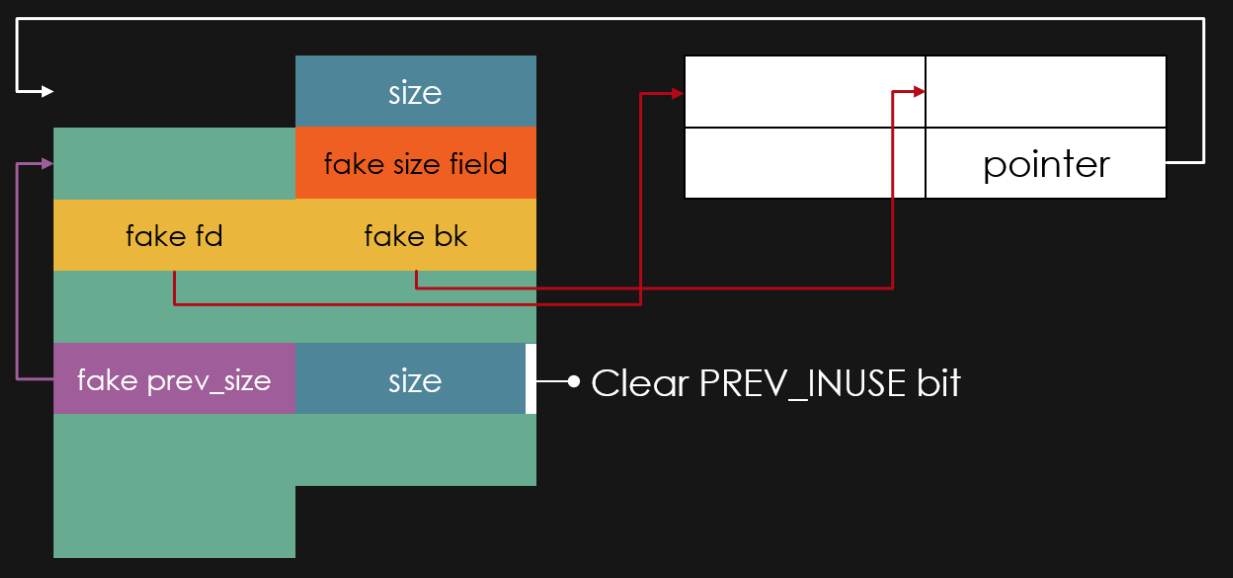 size
fake size field
pointer
fake fd
fake bk
fake prev_size
size
Clear PREV_INUSE bit